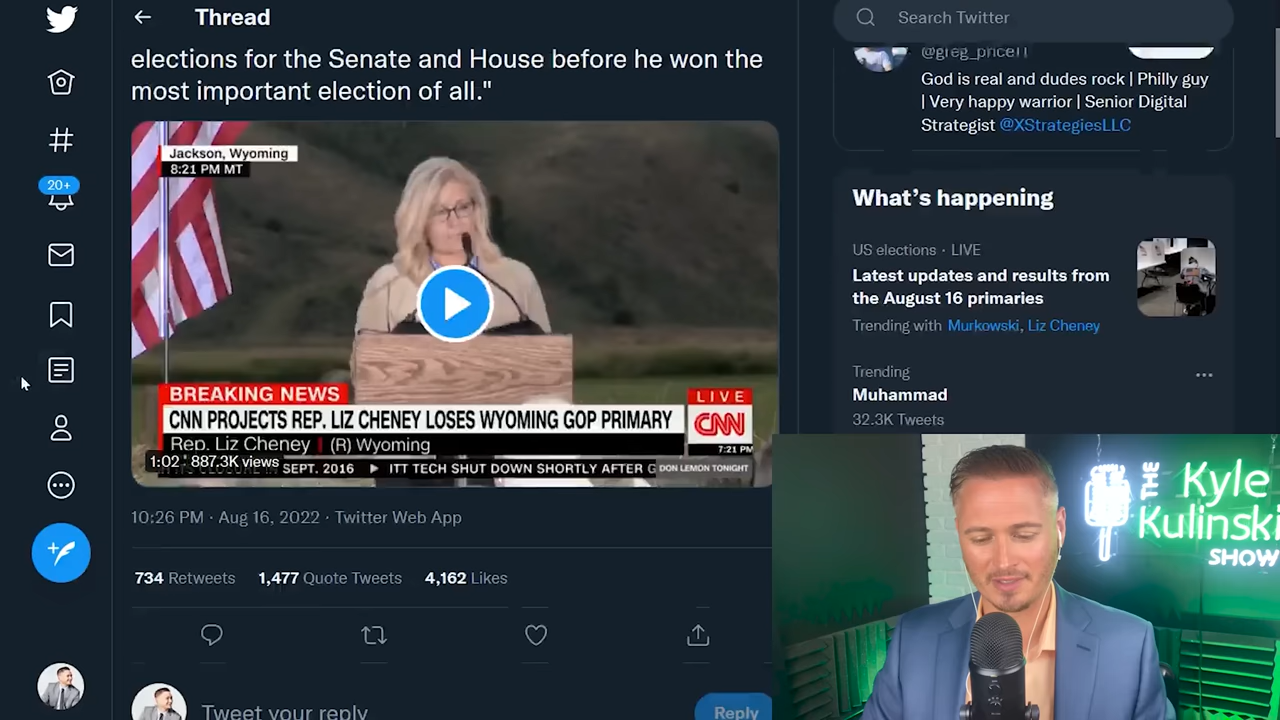 Thread
elections for the Senate and House before he won the
most important election of all."
Jackson, Wyoming
8:21 PM MT
BREAKING NEWS
CNN PROJECTS REP. LIZ CHENEY LOSES WYOMING GOP PRIMARY
Rep. Liz Cheney | (R) Wyoming
LIVE
CNN
7:21 PM
1:02 · 887.3K views
SEPT. 2016 ▶ ITT TECH SHUT DOWN SHORTLY AFTER G
DON LEMON TONIGHT
10:26 PM · Aug 16, 2022 · Twitter Web App
734 Retweets 1,477 Quote Tweets 4,162 Likes
Tweet your reply
Reply
20+
Search Twitter
God is real and dudes rock | Philly guy
| Very happy warrior | Senior Digital
Strategist @XStrategiesLLC
What's happening
US elections · LIVE
Latest updates and results from
the August 16 primaries
Trending with Murkowski, Liz Cheney
Trending
Muhammad
32.3K Tweets
THE
Kyle
Kulinski
SHOW